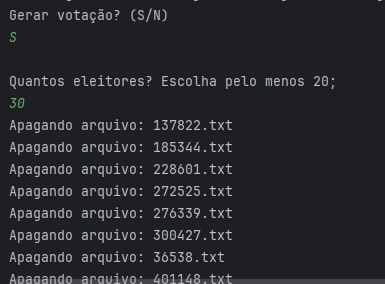 Gerar votação? (S/N)
S
Quantos eleitores? Escolha pelo menos 20;
30
Apagando arquivo: 137822.txt
Apagando arquivo: 185344.txt
Apagando arquivo: 228601.txt
Apagando arquivo: 272525.txt
Apagando arquivo: 276339.txt
Apagando arquivo: 300427.txt
Apagando arquivo: 36538.txt
Apagando arquivo: 401148.txt